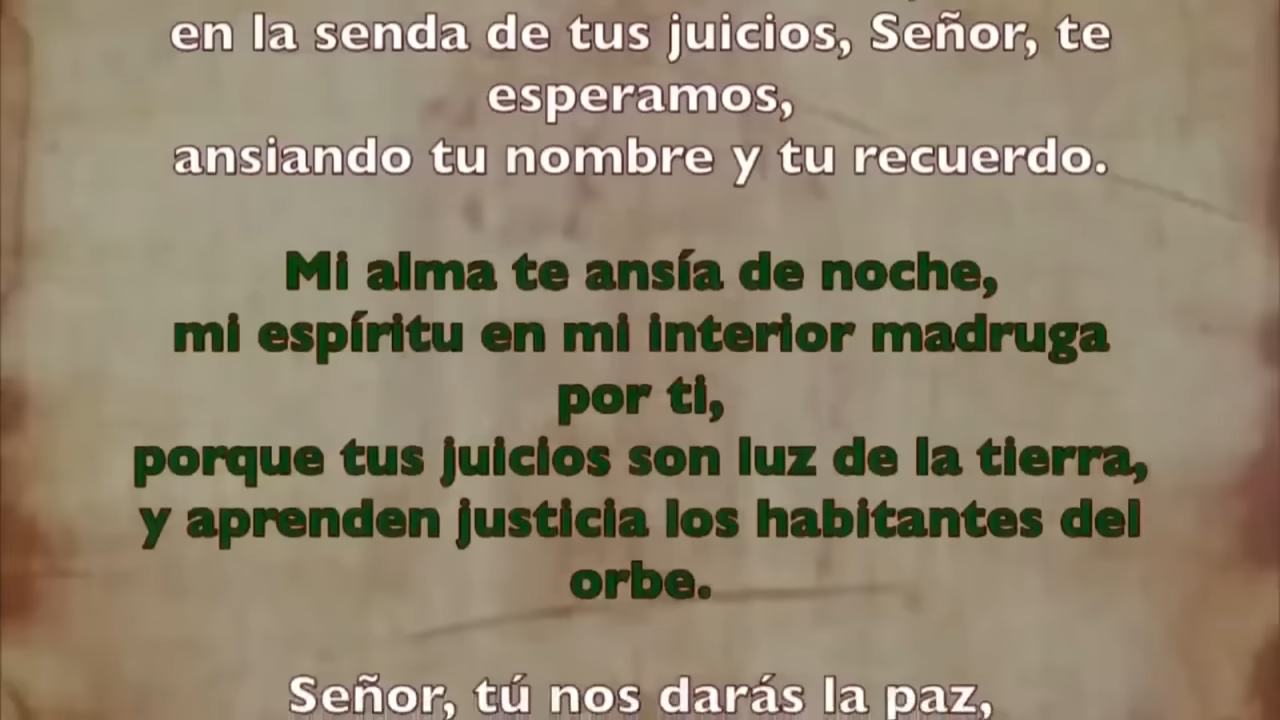 en la senda de tus juicios, Señor, te
esperamos,
ansiando tu nombre y tu recuerdo.
Mi alma te ansía de noche,
mi espíritu en mi interior madruga
por ti,
porque tus juicios son luz de la tierra,
y aprenden justicia los habitantes del
orbe.
Señor, tú nos darás la paz,